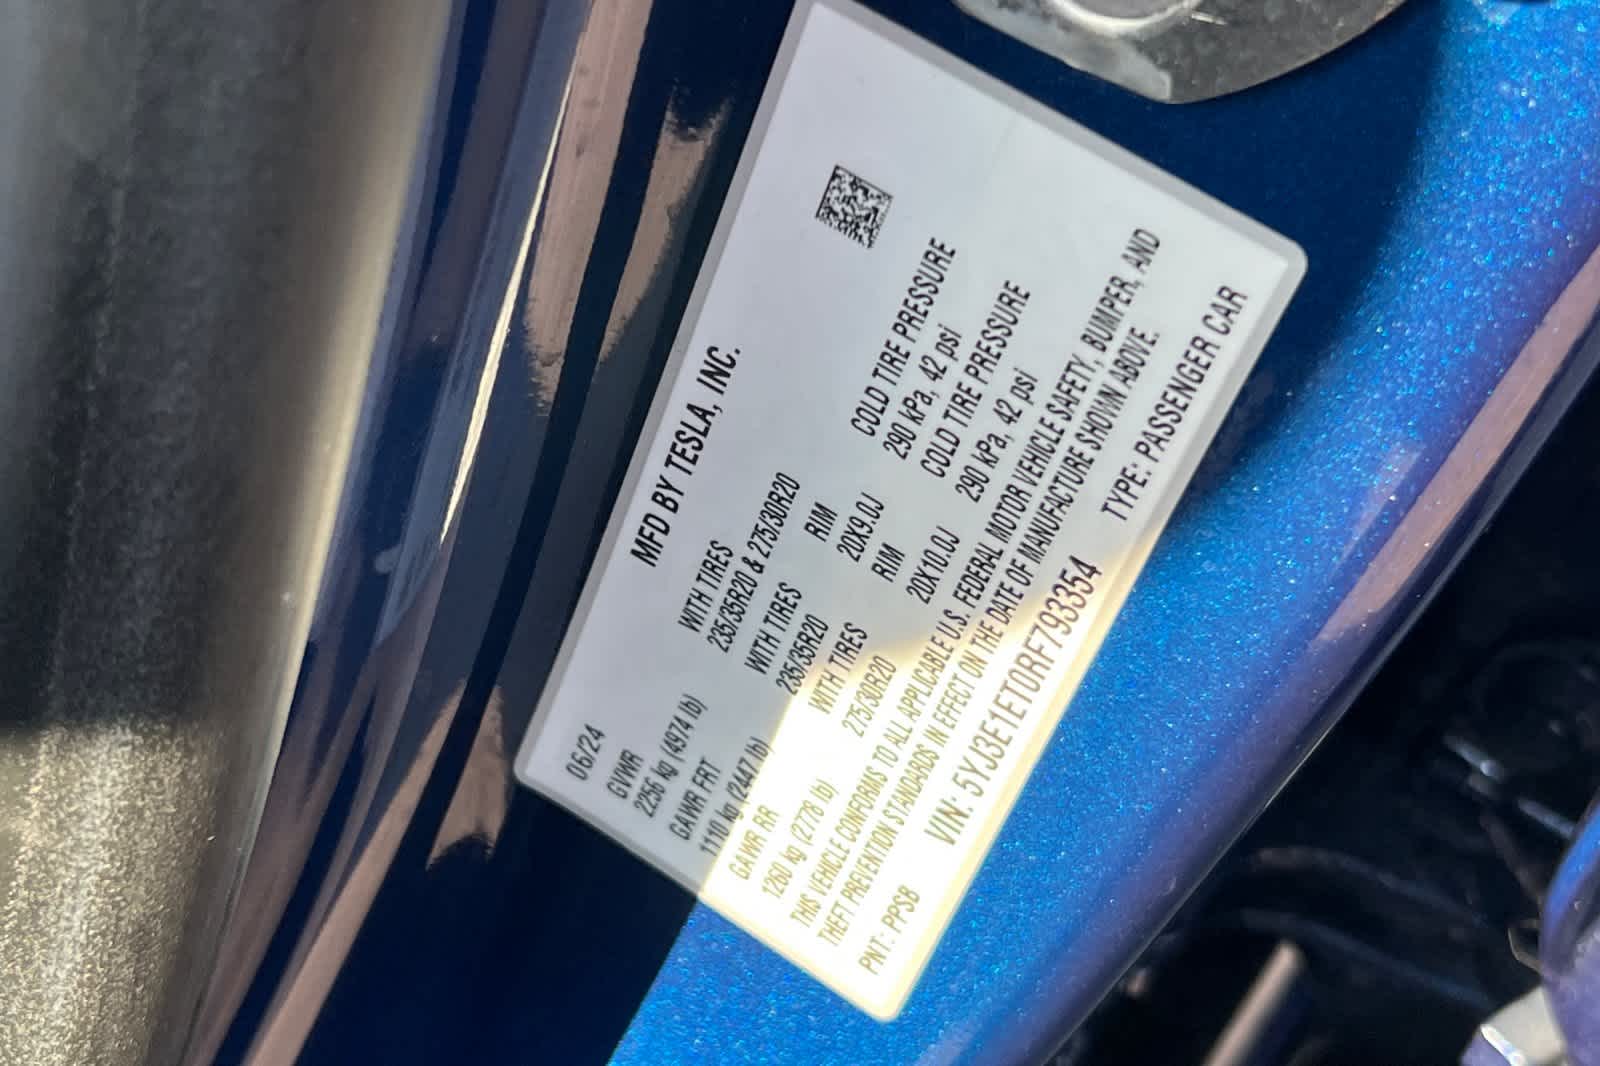 MFD BY TESLA, INC.
06/24
GVWR WITH TIRES
2256 kg (4974 lb) 235/35R20 & 275/30R20
GAWR FRT WITH TIRES RIM COLD TIRE PRESSURE
1110 kg (2447 lb) 235/35R20 20X9.0J 290 kPa, 42 psi
GAWR RR WITH TIRES RIM COLD TIRE PRESSURE
1260 kg (2778 lb) 275/30R20 20X10.0J 290 kPa, 42 psi
THIS VEHICLE CONFORMS TO ALL APPLICABLE U.S. FEDERAL MOTOR VEHICLE SAFETY, BUMPER, AND
THEFT PREVENTION STANDARDS IN EFFECT ON THE DATE OF MANUFACTURE SHOWN ABOVE.
PNT: PPSB VIN: 5YJ3E1ET0RF793354 TYPE: PASSENGER CAR